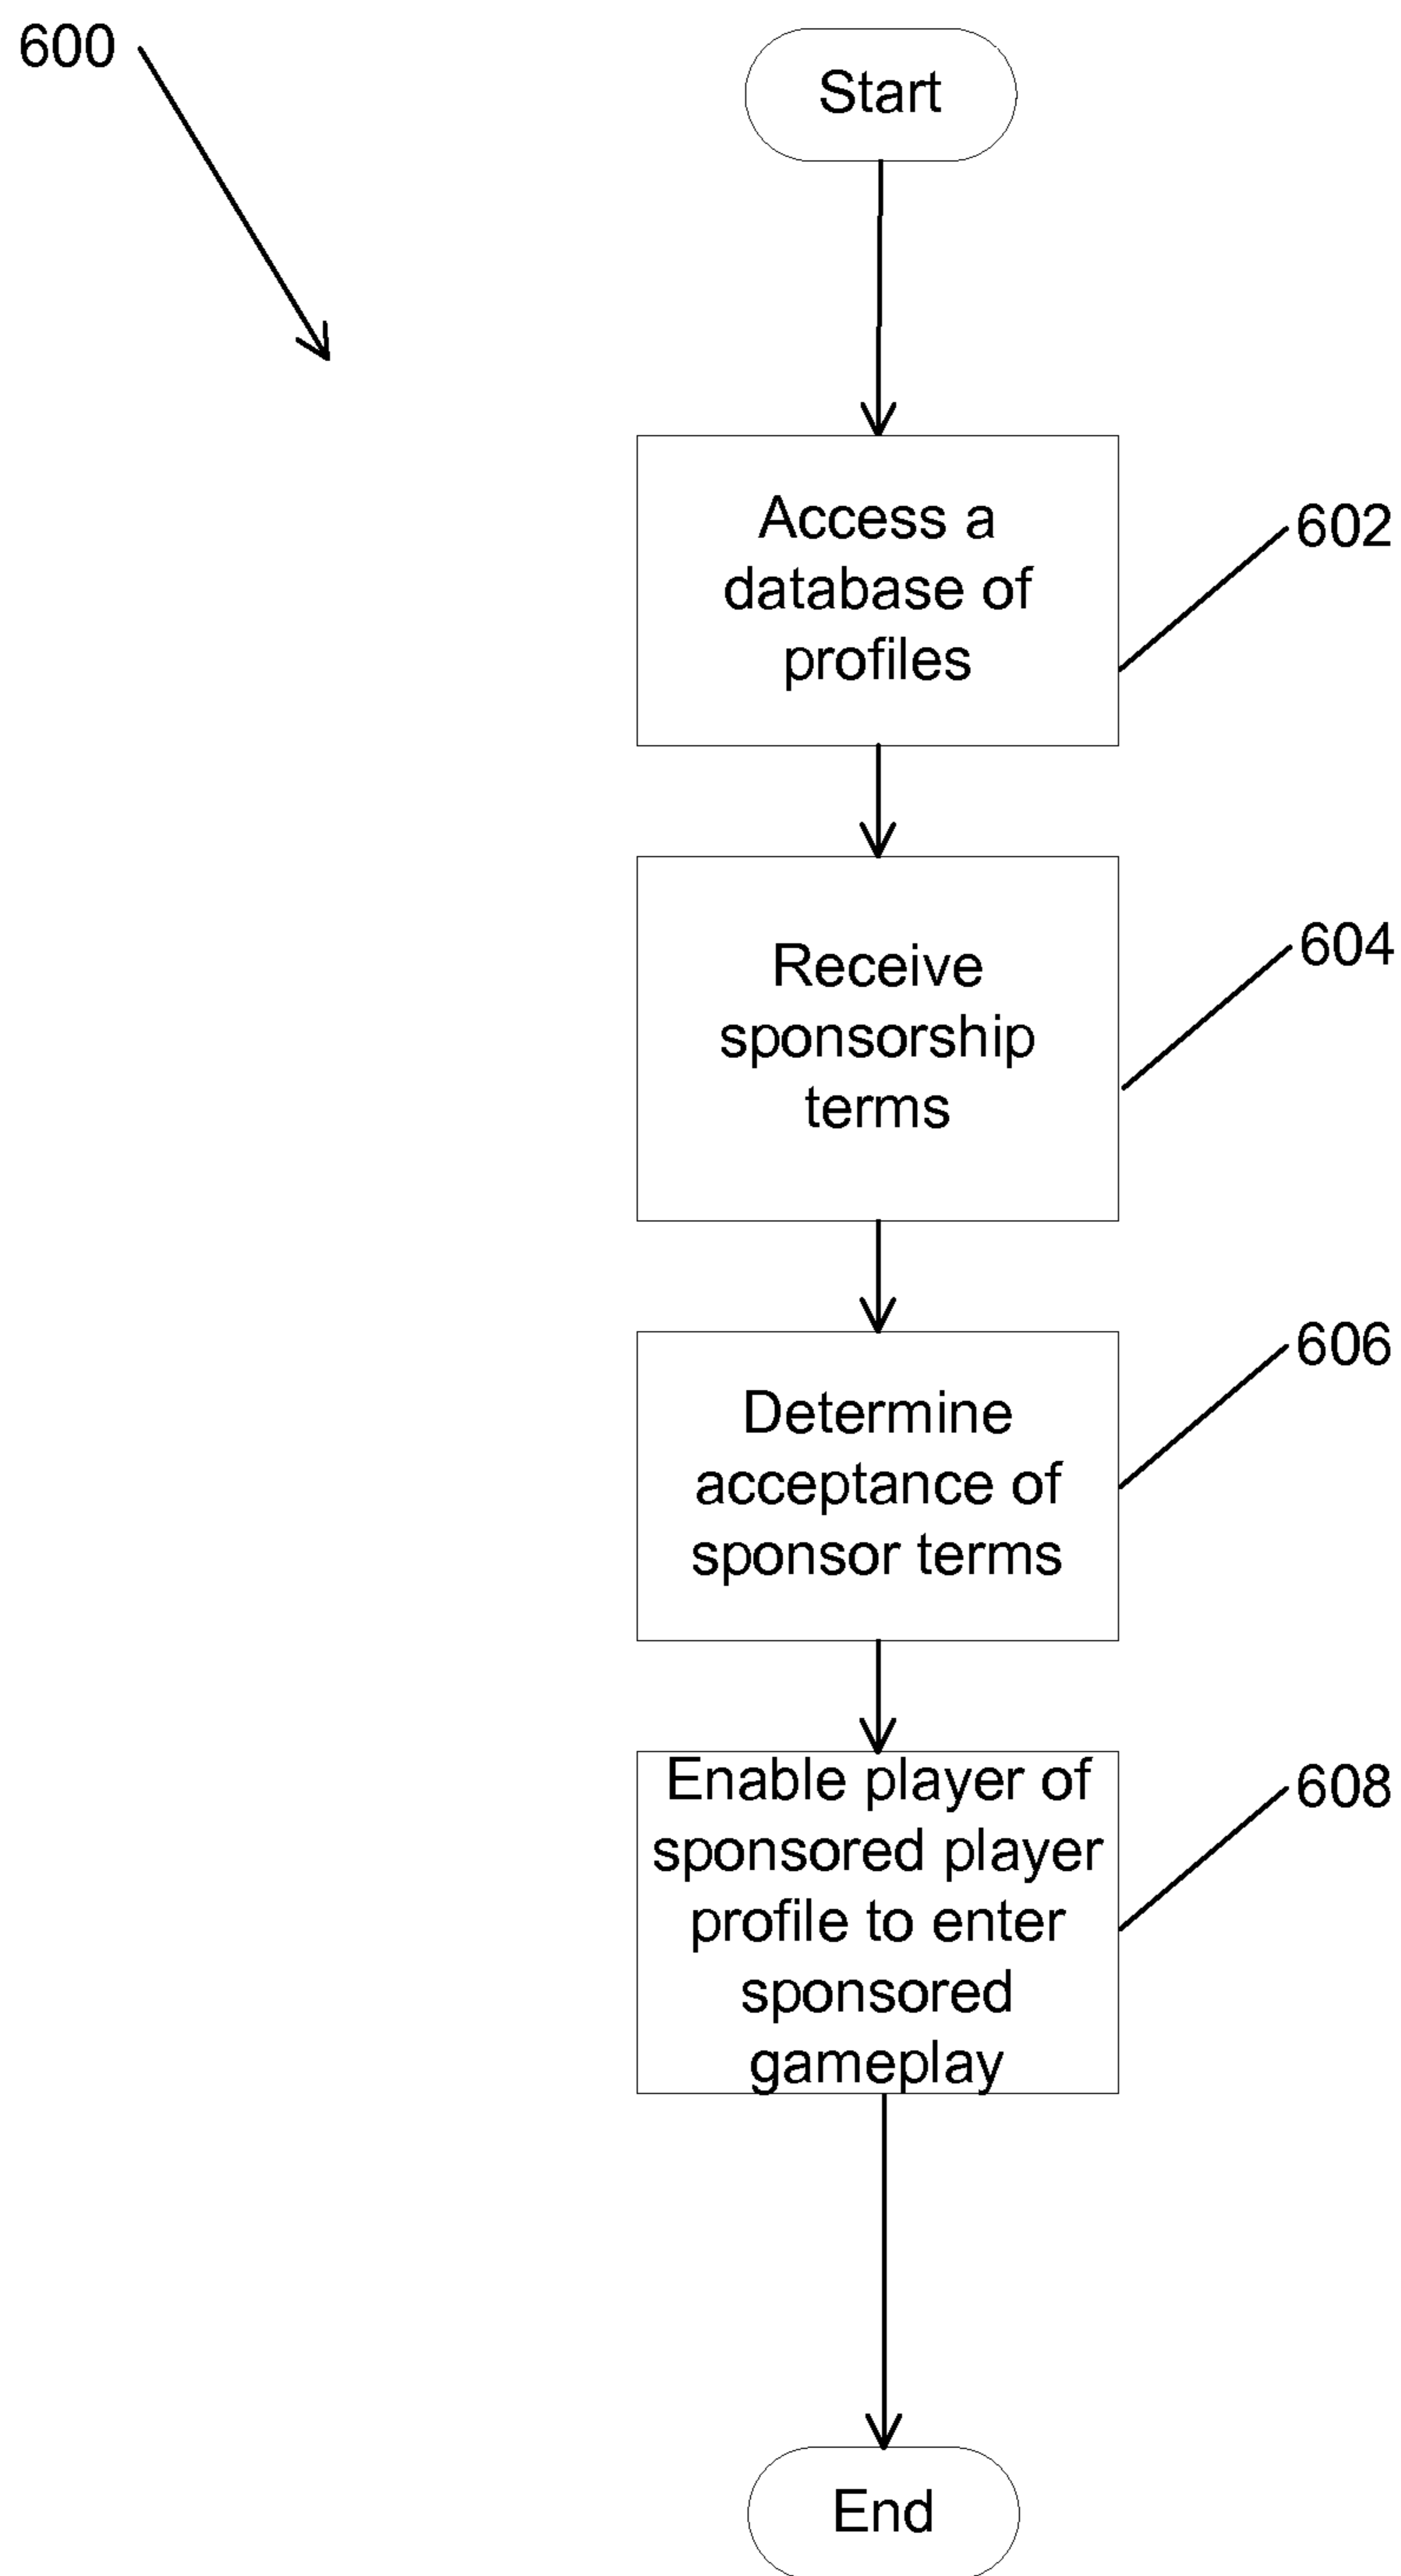 600
Start
Access a
database of
profiles
602
Receive
sponsorship
terms
604
Determine
acceptance of
sponsor terms
606
Enable player of
sponsored player
profile to enter
sponsored
gameplay
608
End